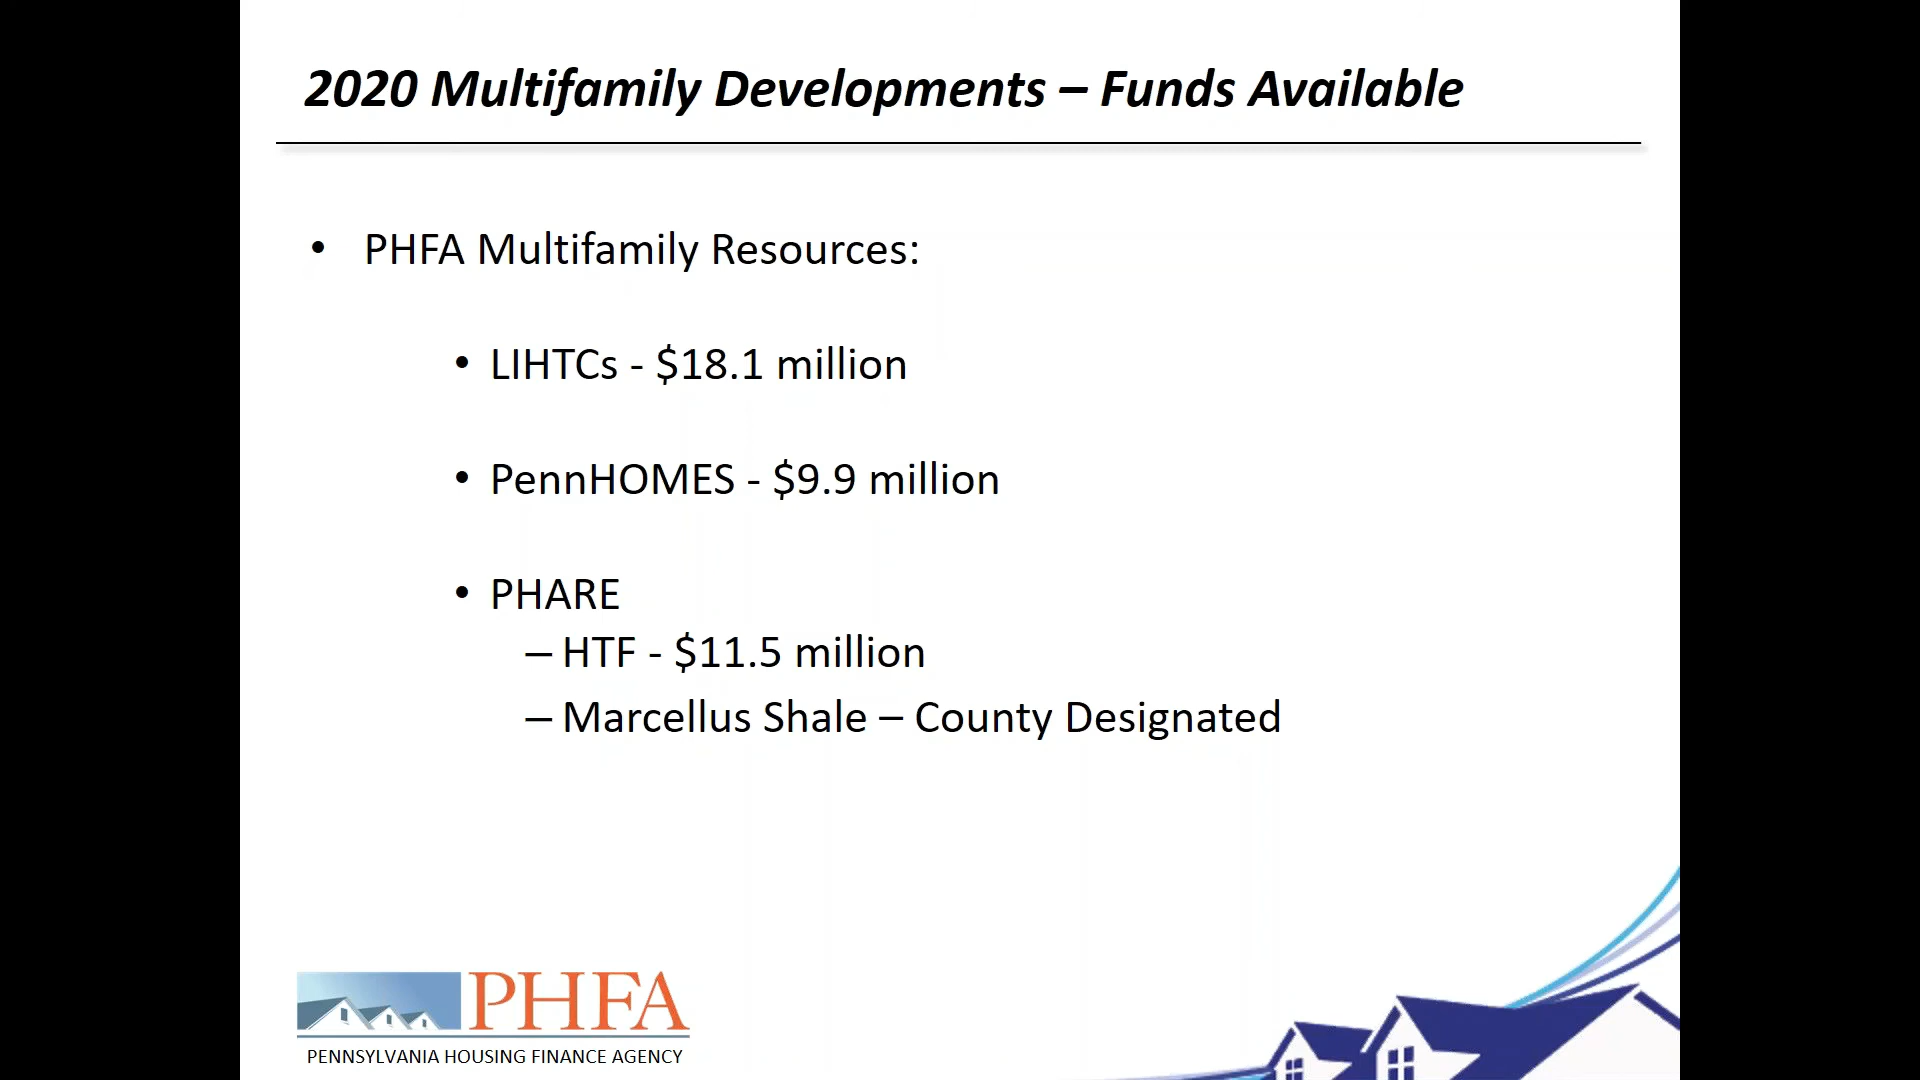 2020 Multifamily Developments – Funds Available
• PHFA Multifamily Resources:
• LIHTCs - $18.1 million
• PennHOMES - $9.9 million
• PHARE
– HTF - $11.5 million
– Marcellus Shale – County Designated
PHFA
PENNSYLVANIA HOUSING FINANCE AGENCY